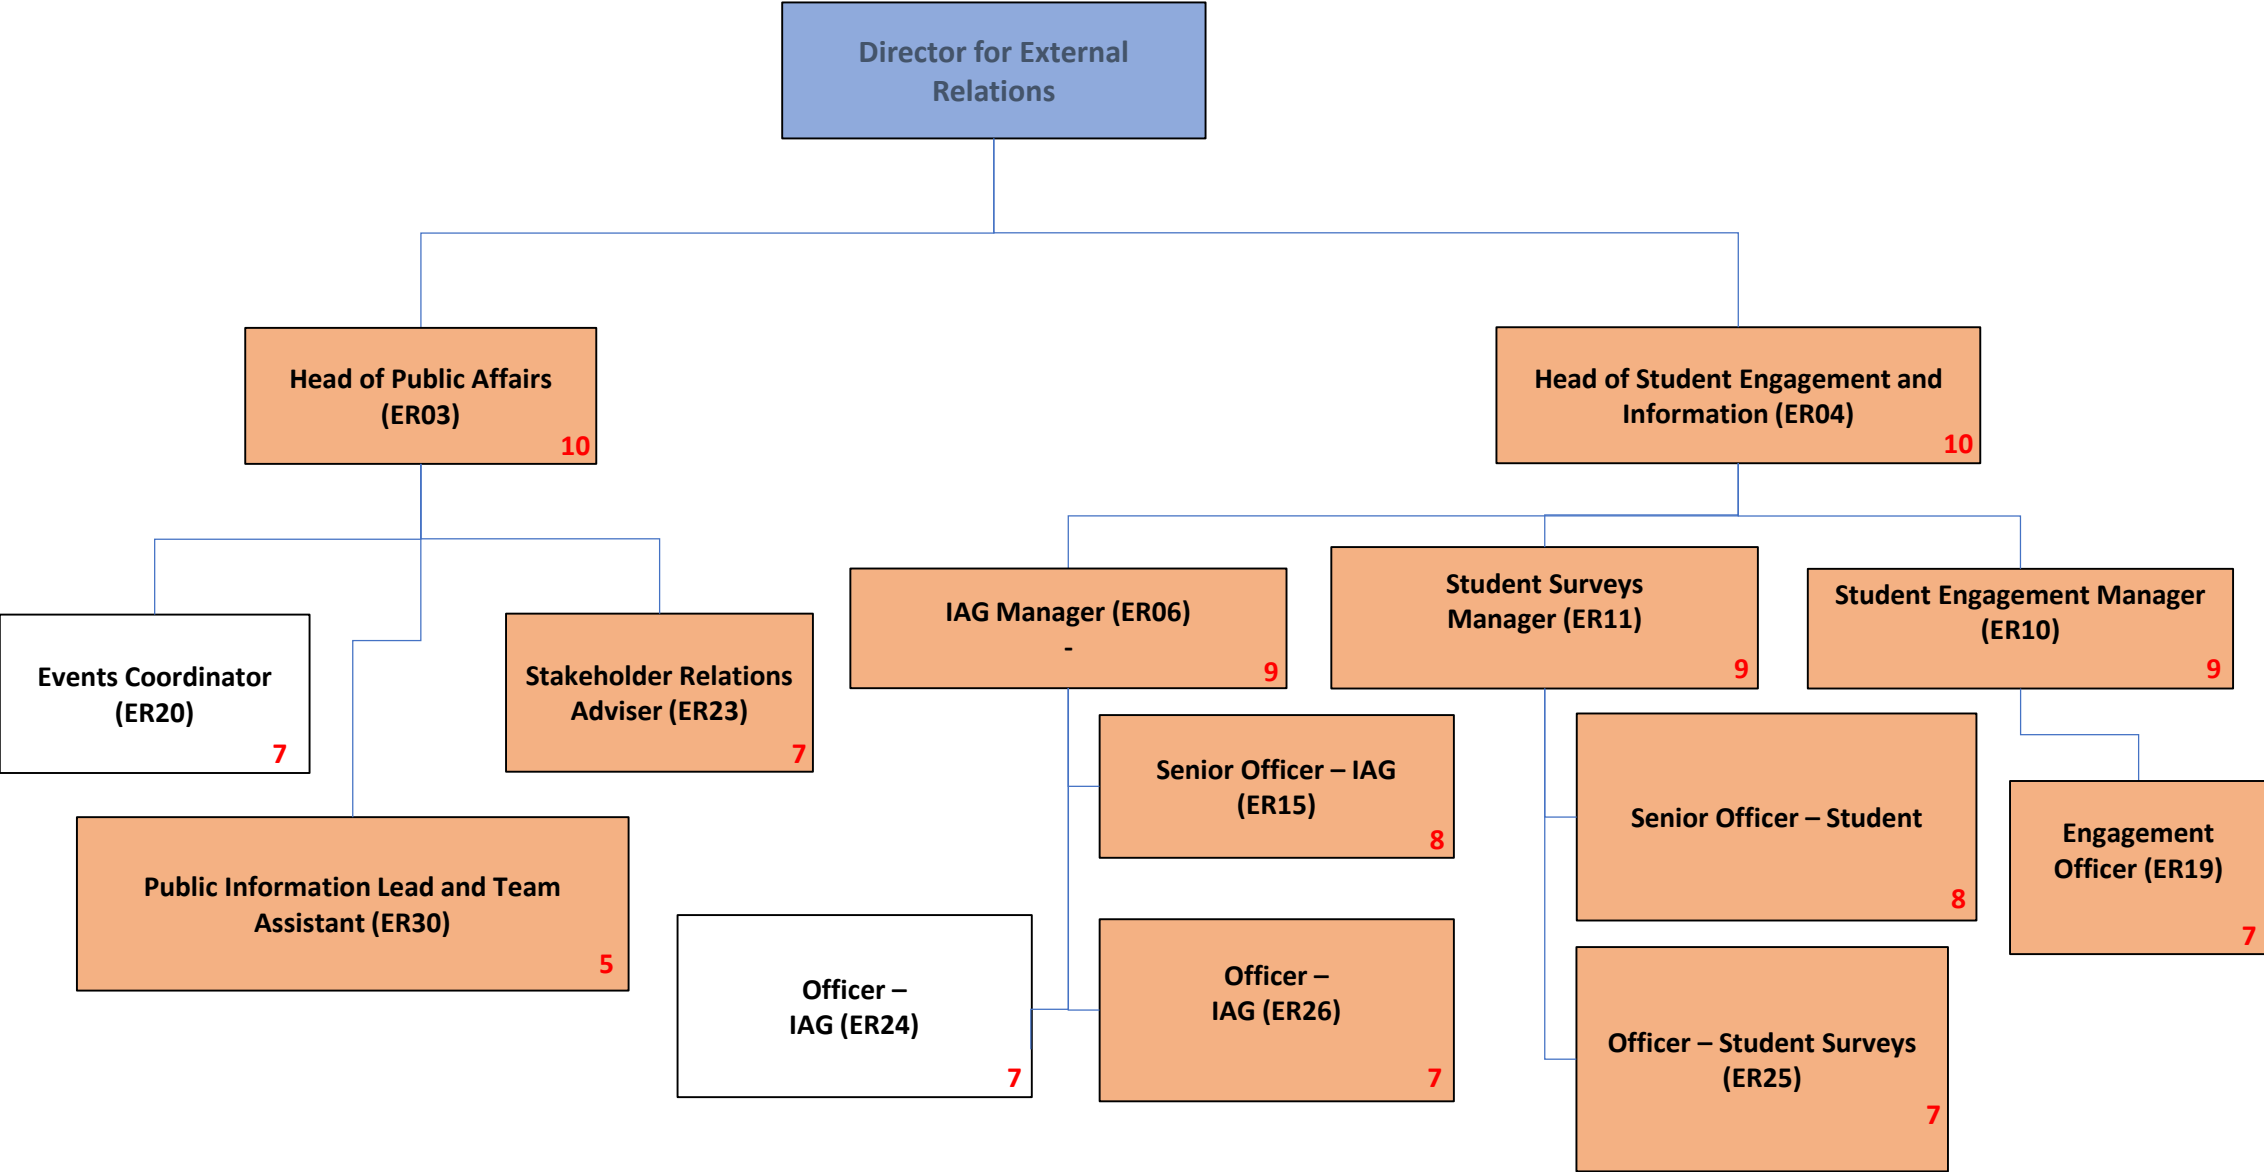 Director for External
Relations
Head of Public Affairs
(ER03)
10
Head of Student Engagement and
Information (ER04)
10
Events Coordinator
(ER20)
7
Stakeholder Relations
Adviser (ER23)
7
Public Information Lead and Team
Assistant (ER30)
5
IAG Manager (ER06)
-
9
Student Surveys
Manager (ER11)
9
Student Engagement Manager
(ER10)
9
Senior Officer – IAG
(ER15)
8
Officer –
IAG (ER24)
7
Officer –
IAG (ER26)
7
Senior Officer – Student
8
Officer – Student Surveys
(ER25)
7
Engagement
Officer (ER19)
7